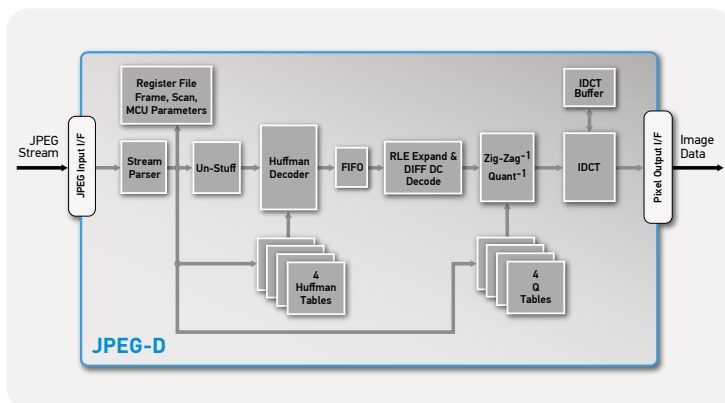 Register File
Frame, Scan,
MCU Parameters
IDCT
Buffer
JPEG
Stream
JPEG Input I/F
Stream
Parser
Un-Stuff
Huffman
Decoder
FIFO
RLE Expand &
DIFF DC
Decode
Zig-Zag-1
Quant-1
IDCT
Pixel Output I/F
Image
Data
4
Huffman
Tables
4
Q
Tables
JPEG-D